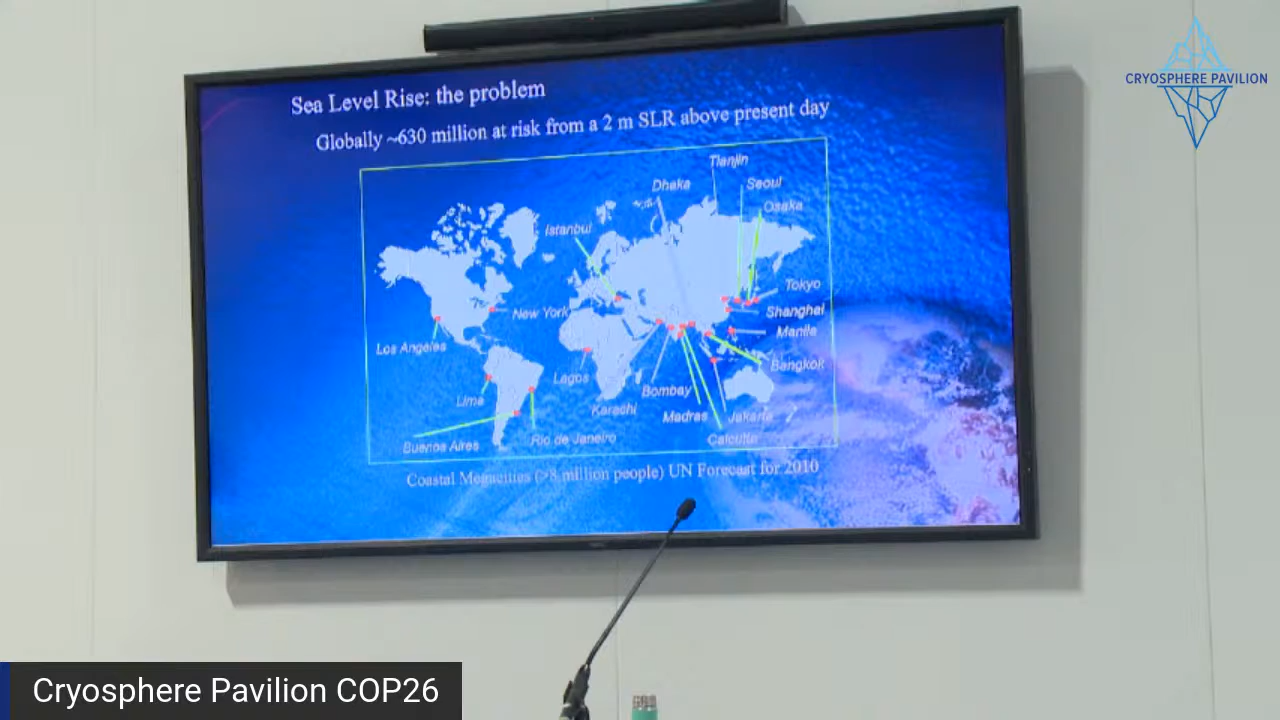 CRYOSPHERE PAVILION
Sea Level Rise: the problem
Globally ~630 million at risk from a 2 m SLR above present day
Tianjin
Dhaka
Seoul
Osaka
Istanbul
Tokyo
New York
Shanghai
Manila
Los Angeles
Bangkok
Lagos
Bombay
Lima
Karachi
Madras
Jakarta
Buenos Aires
Rio de Janeiro
Calcutta
Coastal Megacities (>8 million people) UN Forecast for 2010
Cryosphere Pavilion COP26